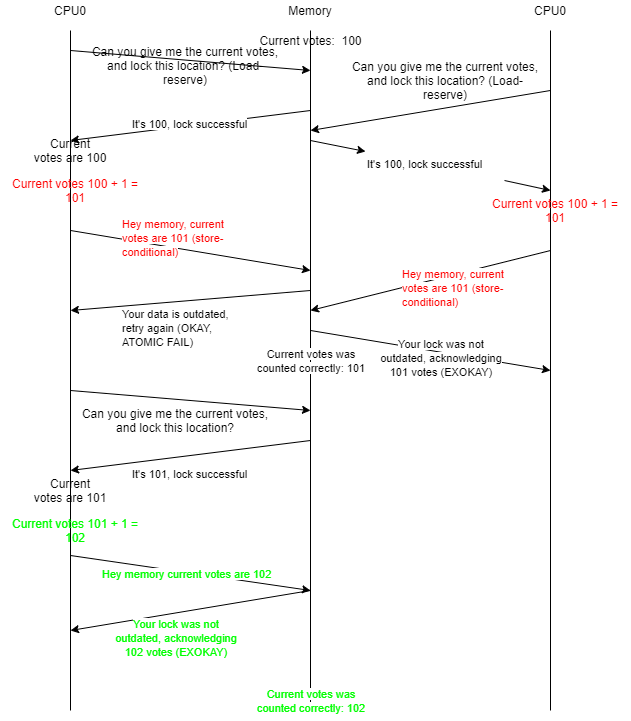 CPU0
Memory
CPU0
Current votes:  100
Can you give me the current votes,
and lock this location? (Load-
reserve)
Can you give me the current votes,
and lock this location? (Load-
reserve)
It's 100, lock successful
Current
votes are 100
It's 100, lock successful
Current votes 100 + 1 =
101
Current votes 100 + 1 =
101
Hey memory, current
votes are 101 (store-
conditional)
Hey memory, current
votes are 101 (store-
conditional)
Your data is outdated,
retry again (OKAY,
ATOMIC FAIL)
Your lock was not
outdated, acknowledging
101 votes (EXOKAY)
Current votes was
counted correctly: 101
Can you give me the current votes,
and lock this location?
It's 101, lock successful
Current
votes are 101
Current votes 101 + 1 =
102
Hey memory current votes are 102
Your lock was not
outdated, acknowledging
102 votes (EXOKAY)
Current votes was
counted correctly: 102